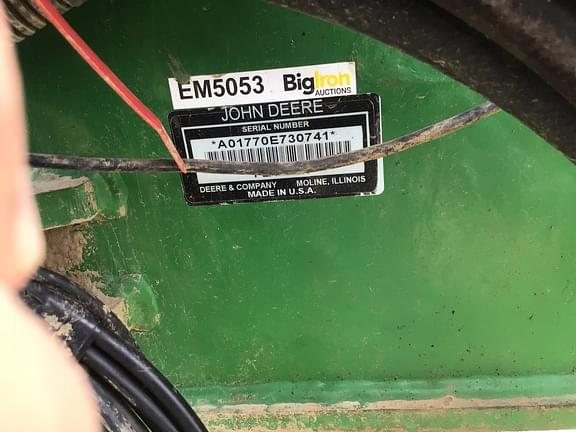 EM5053 BigIron
AUCTIONS
JOHN DEERE
SERIAL NUMBER
*A01770E730741*
DEERE & COMPANY MOLINE, ILLINOIS
MADE IN U.S.A.